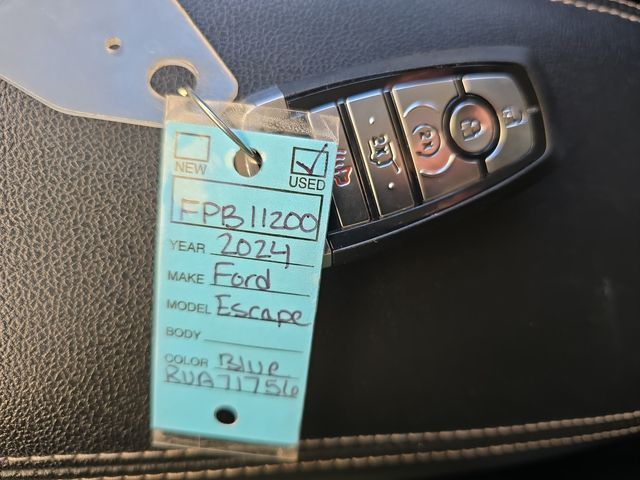 NEW USED
FPB11200
YEAR 2024
MAKE Ford
MODEL Escape
BODY
COLOR Blue
RUA71756